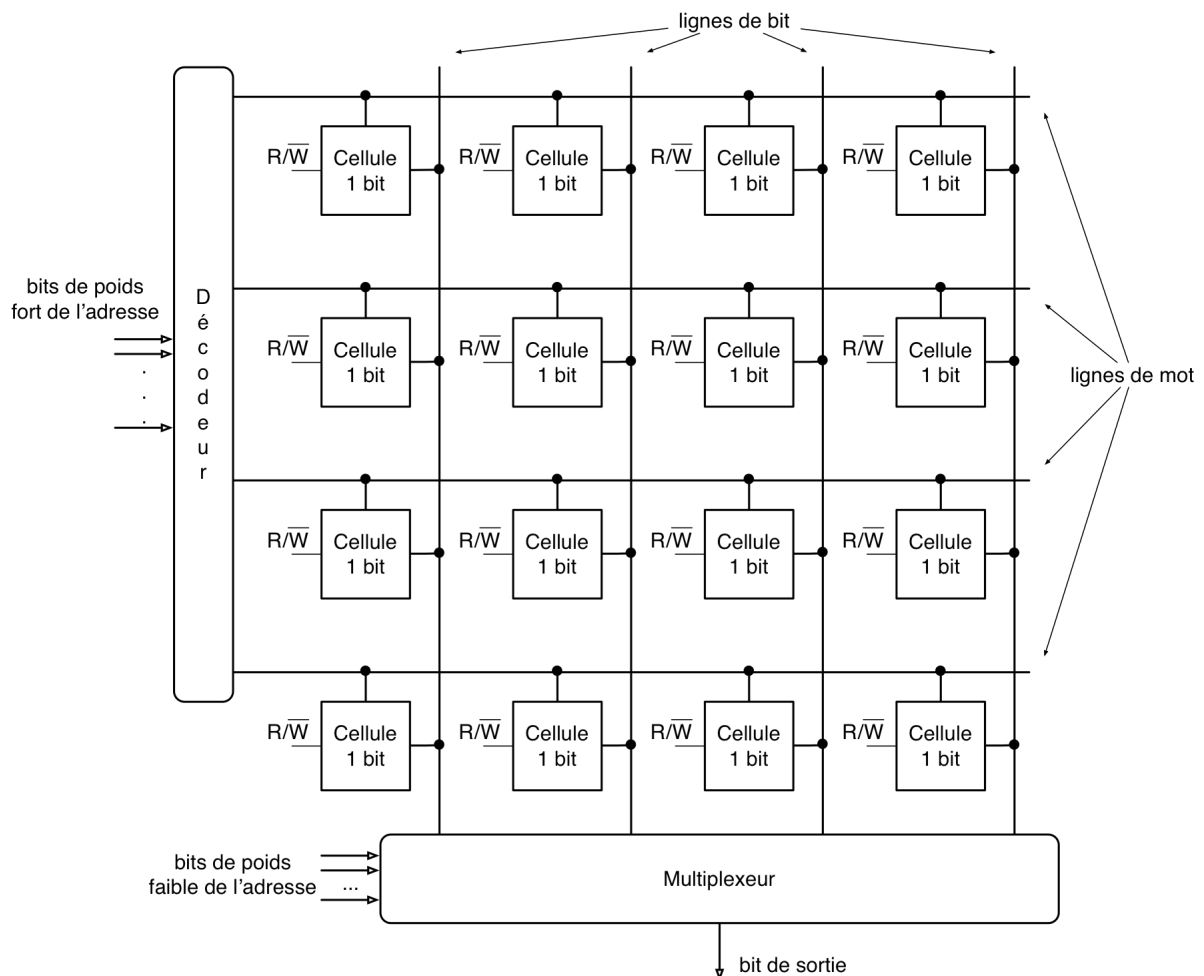 lignes de bit
R/W̅ Cellule R/W̅ Cellule R/W̅ Cellule R/W̅ Cellule
1 bit 1 bit 1 bit 1 bit
bits de poids
fort de l'adresse
Décodeur
R/W̅ Cellule R/W̅ Cellule R/W̅ Cellule R/W̅ Cellule
1 bit 1 bit 1 bit 1 bit
lignes de mot
R/W̅ Cellule R/W̅ Cellule R/W̅ Cellule R/W̅ Cellule
1 bit 1 bit 1 bit 1 bit
R/W̅ Cellule R/W̅ Cellule R/W̅ Cellule R/W̅ Cellule
1 bit 1 bit 1 bit 1 bit
bits de poids
faible de l'adresse ...
Multiplexeur
bit de sortie